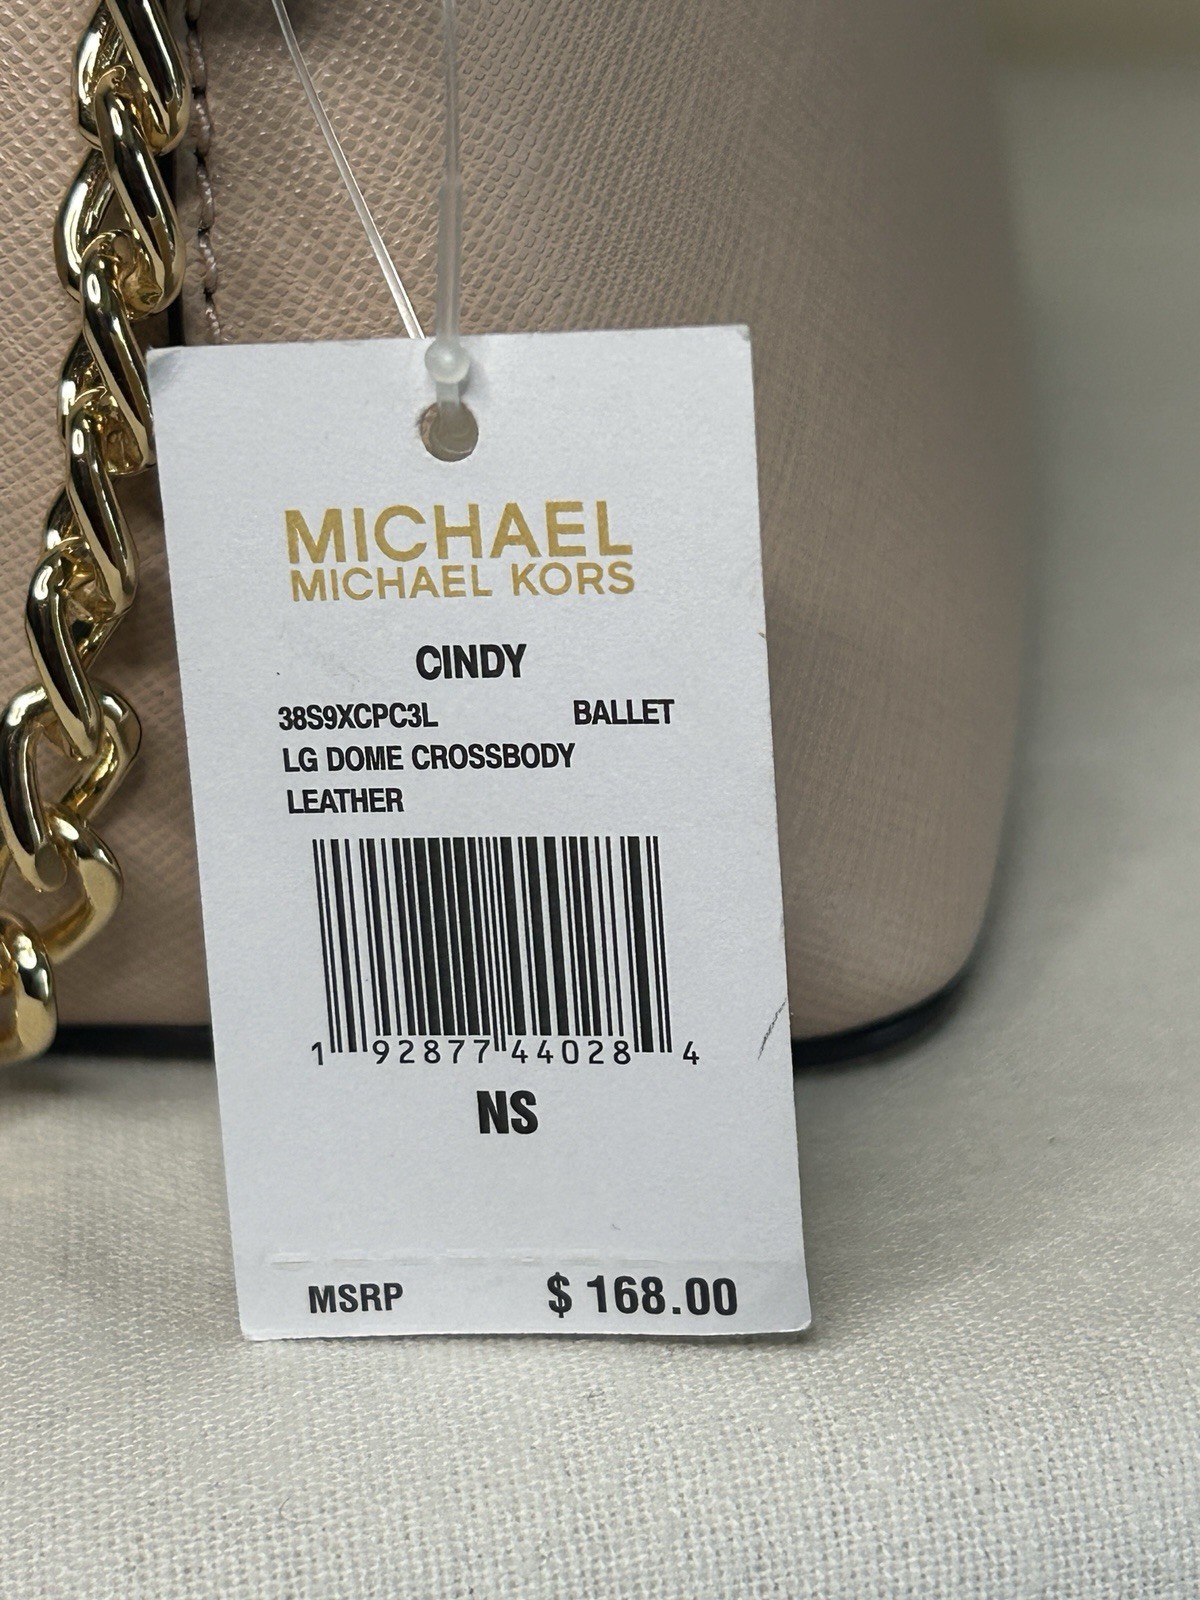 MICHAEL
MICHAEL KORS
CINDY
38S9XCPC3L BALLET
LG DOME CROSSBODY
LEATHER
1 92877 44028 4
NS
MSRP $ 168.00